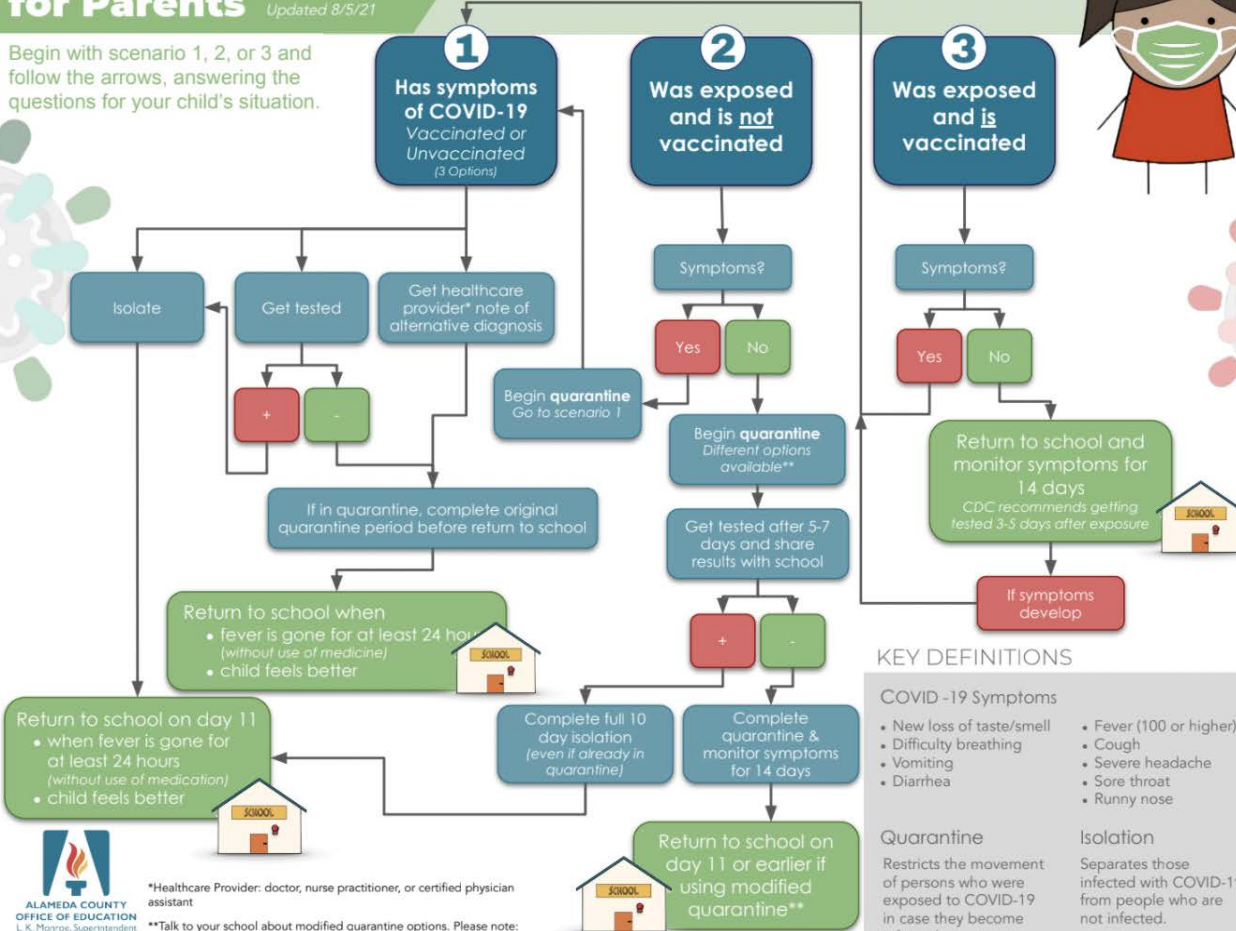 for Parents
Updated 8/5/21
Begin with scenario 1, 2, or 3 and
follow the arrows, answering the
questions for your child's situation.
1
Has symptoms
of COVID-19
Vaccinated or
Unvaccinated
(3 Options)
2
Was exposed
and is not
vaccinated
3
Was exposed
and is
vaccinated
Isolate
Get tested
Get healthcare
provider* note of
alternative diagnosis
+
-
Symptoms?
Yes
No
Symptoms?
Yes
No
Begin quarantine
Go to scenario 1
Begin quarantine
Different options
available**
Return to school and
monitor symptoms for
14 days
CDC recommends getting
tested 3-5 days after exposure
SCHOOL
If in quarantine, complete original
quarantine period before return to school
Get tested after 5-7
days and share
results with school
If symptoms
develop
Return to school when
• fever is gone for at least 24
(without use of medicine)
• child feels better
SCHOOL
+
-
Return to school on day 11
• when fever is gone for
at least 24 hours
(without use of medication)
• child feels better
SCHOOL
Complete full 10
day isolation
(even if already in
quarantine)
Complete
quarantine &
monitor symptoms
for 14 days
Return to school on
day 11 or earlier if
using modified
quarantine**
SCHOOL
KEY DEFINITIONS
COVID -19 Symptoms
• New loss of taste/smell
• Difficulty breathing
• Vomiting
• Diarrhea
• Fever (100 or higher)
• Cough
• Severe headache
• Sore throat
• Runny nose
Quarantine
Restricts the movement
of persons who were
exposed to COVID-19
in case they become
Isolation
Separates those
infected with COVID-1
from people who are
not infected.
ALAMEDA COUNTY
OFFICE OF EDUCATION
L. K. Monroe, Superintendent
*Healthcare Provider: doctor, nurse practitioner, or certified physician
assistant
**Talk to your school about modified quarantine options. Please note: